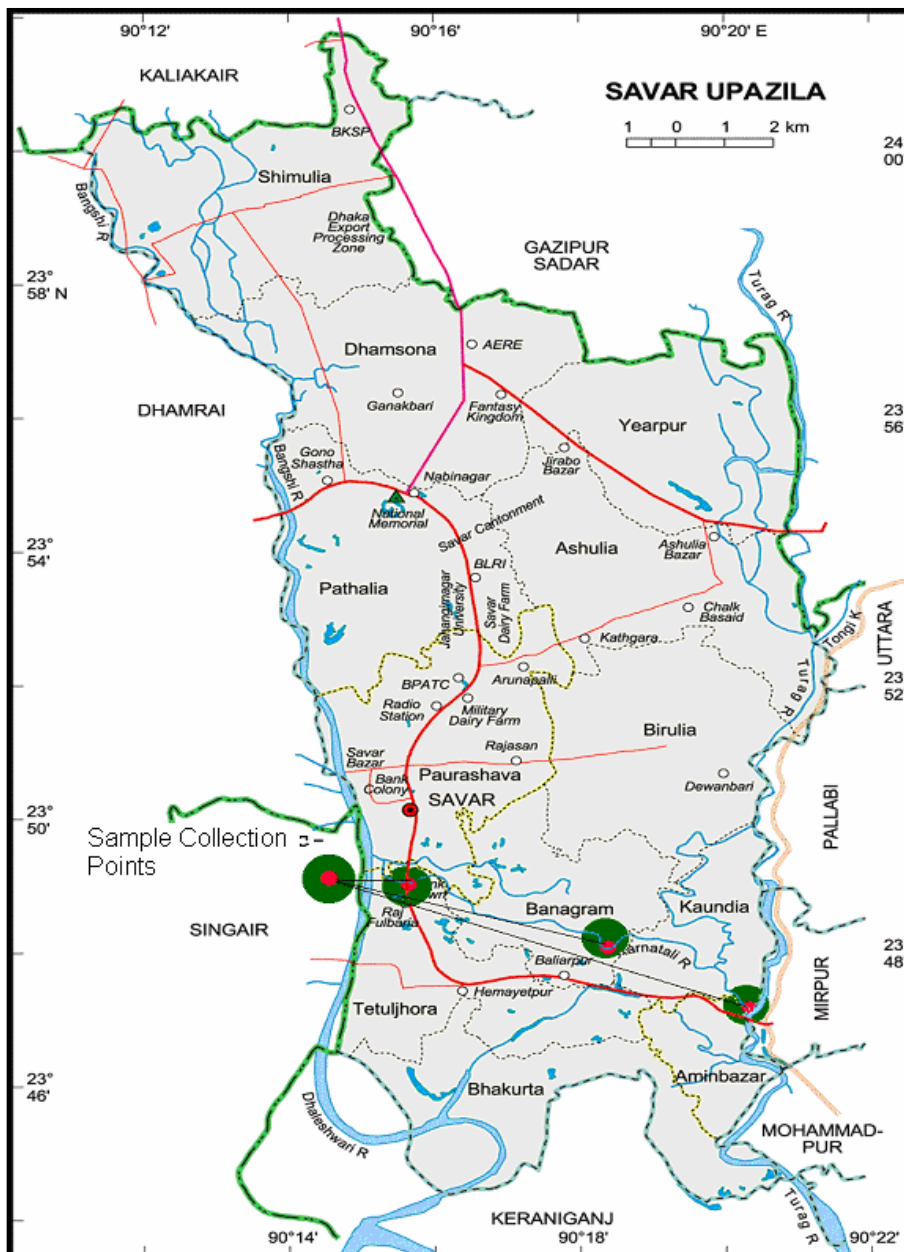 90°12'
90°16'
90°20' E
KALIAKAIR
SAVAR UPAZILA
1 0 1 2 km
BKSP
24
00
Shimulia
Bangshi R
Dhaka
Export
Processing
Zone
GAZIPUR
SADAR
Turag R
23°
58' N
Dhamsona
AERE
DHAMRAI
Ganakbari
Fantasy
Kingdom
23
56
Yearpur
Gono
Shastha
Bangshi R
Jirabo
Bazar
Nabinagar
National
Memorial
Savar Cantonment
23°
54'
Ashulia
Ashulia
Bazar
BLRI
Pathalia
Jahangirnagar
University
Savar
Dairy Farm
Chalk
Basaid
Kathgara
Tongi K
UTTARA
Arunapalli
BPATC
Turag R
23
52
Radio
Station
Military
Dairy Farm
Birulia
Rajasan
Savar
Bazar
Paurashava
Bank
Colony
SAVAR
Dewanbari
PALLABI
23°
50'
Sample Collection
Points
SINGAIR
Raj
Fulbaria
Banagram
Kaundia
23
48
Baliarpur
MIRPUR
Hemayetpur
Tetuljhora
23°
46'
Bhakurta
Aminbazar
Dhaleshwari R
MOHAMMAD-
PUR
Turag R
KERANIGANJ
90°14'
90°18'
90°22'